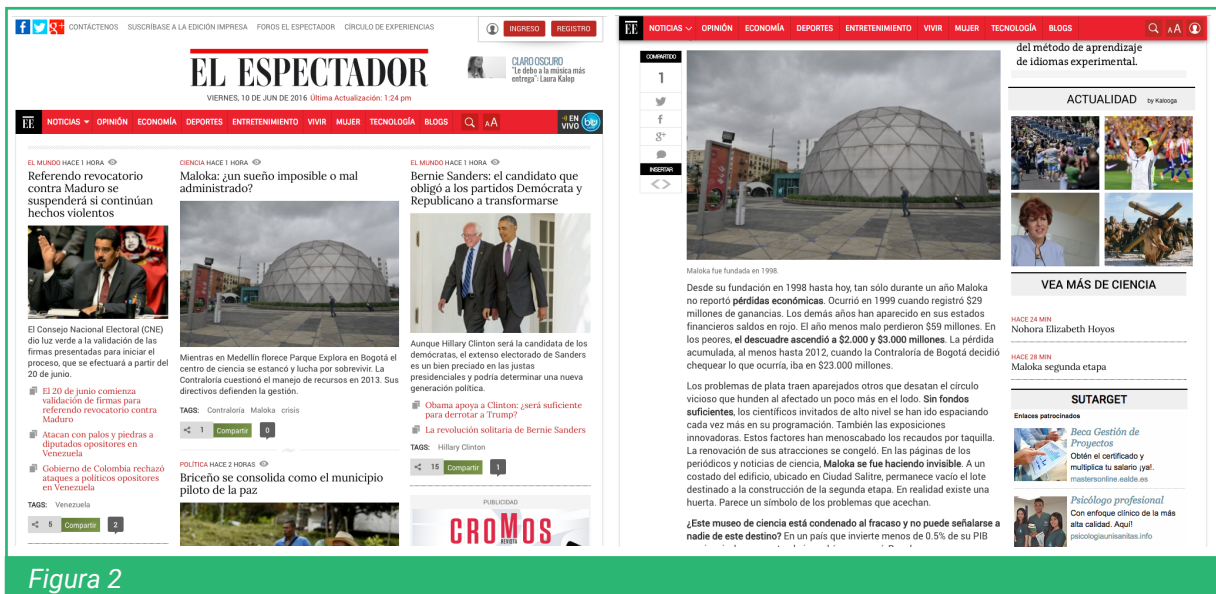 CONTÁCTENOS SUSCRÍBASE A LA EDICIÓN IMPRESA FOROS EL ESPECTADOR CÍRCULO DE EXPERIENCIAS
INGRESO REGISTRO
EL ESPECTADOR
VIERNES, 10 DE JUN DE 2016 Última Actualización: 1:24 pm
CLAROSCURO
"Le debo a la música más
entrega": Laura Kalop
EE NOTICIAS OPINIÓN ECONOMÍA DEPORTES ENTRETENIMIENTO VIVIR MUJER TECNOLOGÍA BLOGS AA EN VIVO blu
EL MUNDO HACE 1 HORA
Referendo revocatorio
contra Maduro se
suspenderá si continúan
hechos violentos
El Consejo Nacional Electoral (CNE)
dio luz verde a la validación de las
firmas presentadas para iniciar el
proceso, que se efectuará a partir del
20 de junio.
El 20 de junio comienza
validación de firmas para
referendo revocatorio contra
Maduro
Atacan con palos y piedras a
diputados opositores en
Venezuela
Gobierno de Colombia rechazó
ataques a políticos opositores
en Venezuela
TAGS: Venezuela
5 Compartir 2
CIENCIA HACE 1 HORA
Maloka: ¿un sueño imposible o mal
administrado?
Mientras en Medellín florece Parque Explora en Bogotá el
centro de ciencia se estancó y lucha por sobrevivir. La
Contraloría cuestionó el manejo de recursos en 2013. Sus
directivos defienden la gestión.
TAGS: Contraloría Maloka crisis
1 Compartir 0
POLÍTICA HACE 2 HORAS
Briceño se consolida como el municipio
piloto de la paz
EL MUNDO HACE 1 HORA
Bernie Sanders: el candidato que
obligó a los partidos Demócrata y
Republicano a transformarse
Aunque Hillary Clinton será la candidata de los
demócratas, el extenso electorado de Sanders
es un bien preciado en las justas
presidenciales y podría determinar una nueva
generación política.
Obama apoya a Clinton: ¿será suficiente
para derrotar a Trump?
La revolución solitaria de Bernie Sanders
TAGS: Hillary Clinton
15 Compartir 1
PUBLICIDAD
CROMOS
REVISTA
EE NOTICIAS OPINIÓN ECONOMÍA DEPORTES ENTRETENIMIENTO VIVIR MUJER TECNOLOGÍA BLOGS AA
COMPARTIDO
1
INSERTAR
Maloka fue fundada en 1998.
Desde su fundación en 1998 hasta hoy, tan sólo durante un año Maloka
no reportó pérdidas económicas. Ocurrió en 1999 cuando registró $29
millones de ganancias. Los demás años han aparecido en sus estados
financieros saldos en rojo. El año menos malo perdieron $59 millones. En
los peores, el descuadre ascendió a $2.000 y $3.000 millones. La pérdida
acumulada, al menos hasta 2012, cuando la Contraloría de Bogotá decidió
chequear lo que ocurría, iba en $23.000 millones.
Los problemas de plata traen aparejados otros que desatan el círculo
vicioso que hunden al afectado un poco más en el lodo. Sin fondos
suficientes, los científicos invitados de alto nivel se han ido espaciando
cada vez más en su programación. También las exposiciones
innovadoras. Estos factores han menoscabado los recaudos por taquilla.
La renovación de sus atracciones se congeló. En las páginas de los
periódicos y noticias de ciencia, Maloka se fue haciendo invisible. A un
costado del edificio, ubicado en Ciudad Salitre, permanece vacío el lote
destinado a la construcción de la segunda etapa. En realidad existe una
huerta. Parece un símbolo de los problemas que acechan.
¿Este museo de ciencia está condenado al fracaso y no puede señalarse a
nadie de este destino? En un país que invierte menos de 0.5% de su PIB
del método de aprendizaje
de idiomas experimental.
ACTUALIDAD by Kalooga
VEA MÁS DE CIENCIA
HACE 24 MIN
Nohora Elizabeth Hoyos
HACE 28 MIN
Maloka segunda etapa
SUTARGET
Enlaces patrocinados
Beca Gestión de
Proyectos
Obtén el certificado y
multiplica tu salario ¡ya!.
mastersonline.ealde.es
Psicólogo profesional
Con enfoque clínico de la más
alta calidad. Aquí!
psicologiaunisanitas.info
Figura 2